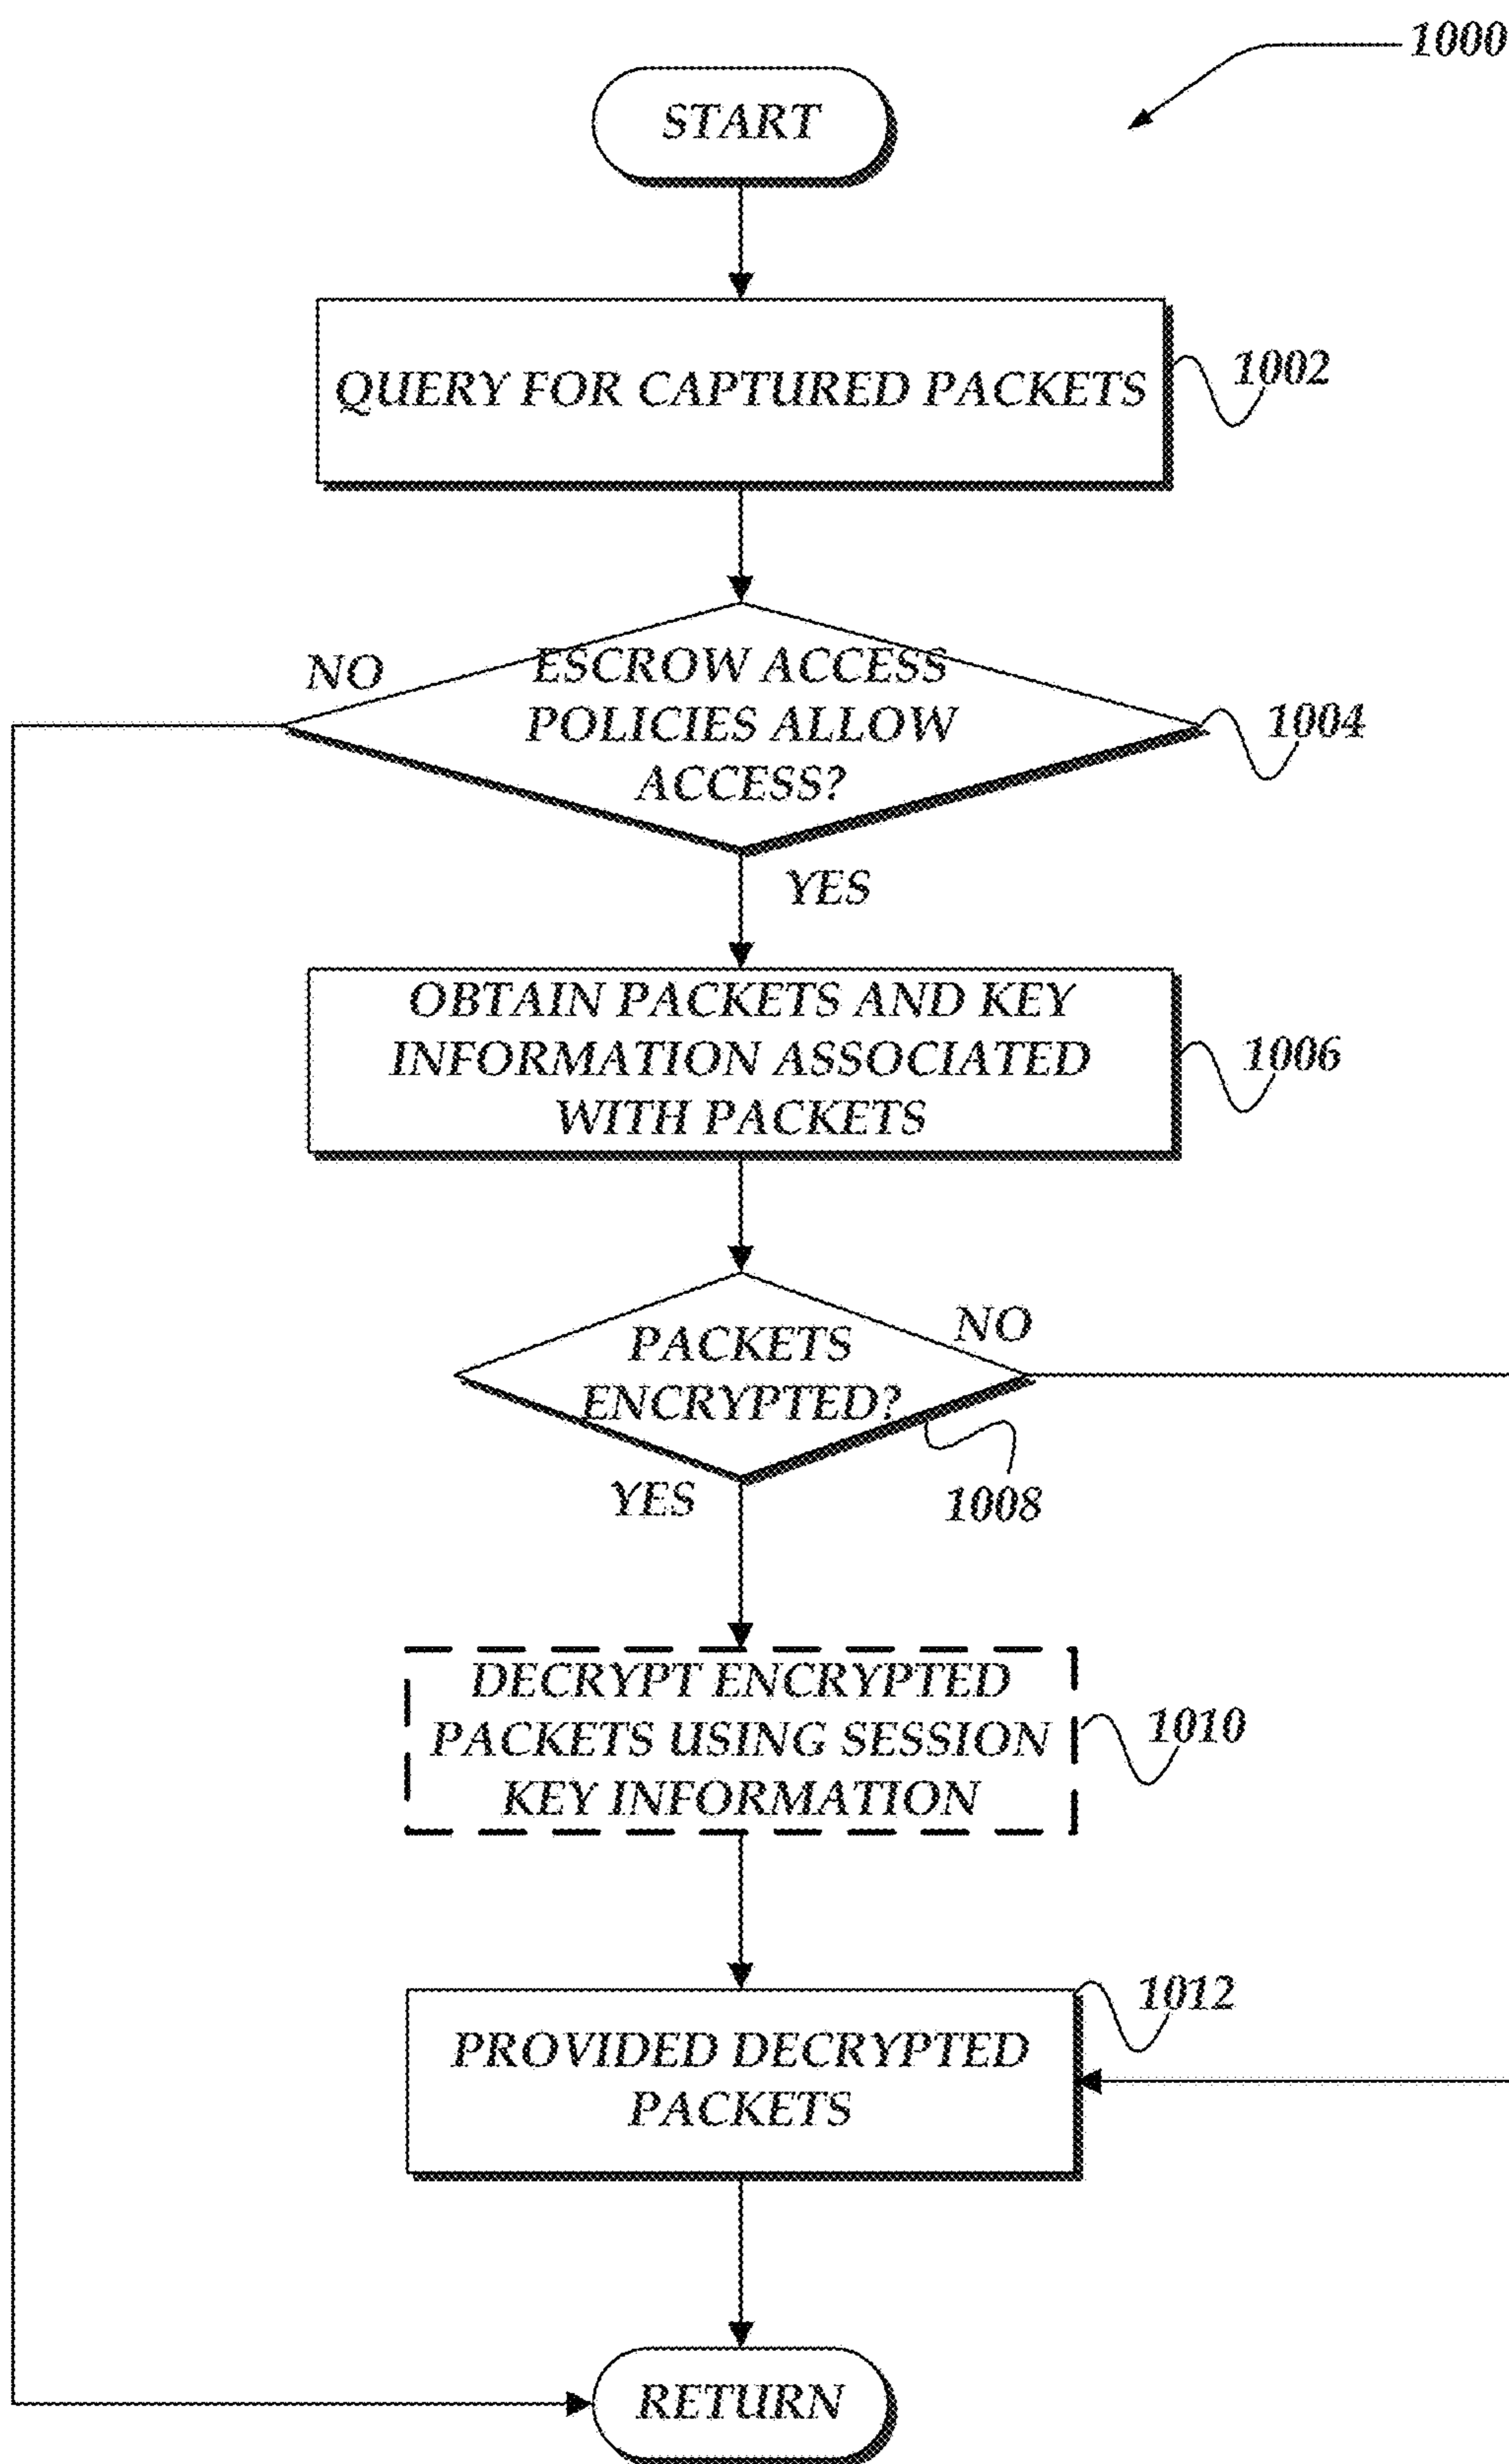 1000
START
QUERY FOR CAPTURED PACKETS
1002
NO
ESCROW ACCESS
POLICIES ALLOW
ACCESS?
1004
YES
OBTAIN PACKETS AND KEY
INFORMATION ASSOCIATED
WITH PACKETS
1006
NO
PACKETS
ENCRYPTED?
YES
1008
DECRYPT ENCRYPTED
PACKETS USING SESSION
KEY INFORMATION
1010
1012
PROVIDED DECRYPTED
PACKETS
RETURN